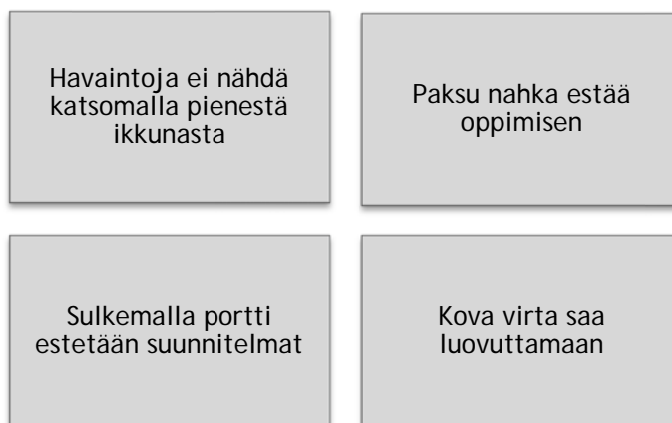 Havaintoja ei nähdä
katsomalla pienestä
ikkunasta
Paksu nahka estää
oppimisen
Sulkemalla portti
estetään suunnitelmat
Kova virta saa
luovuttamaan